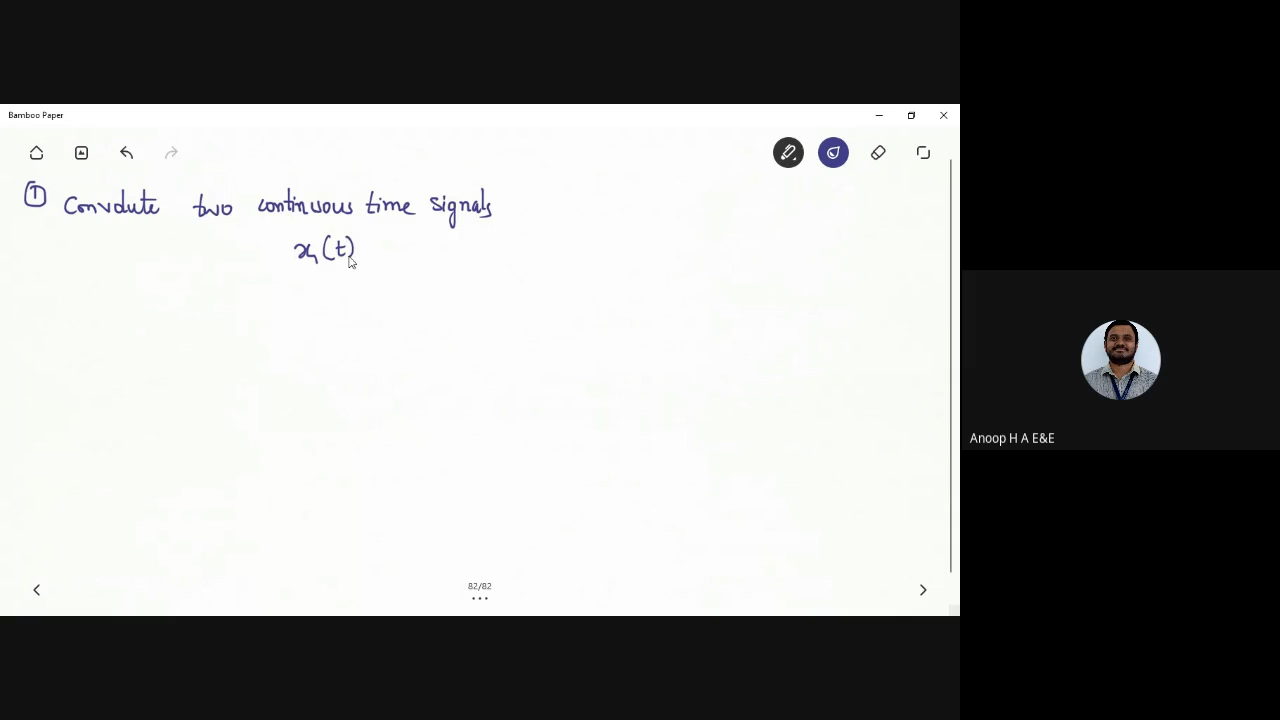 Bamboo Paper
① Convolute two continuous time signals
x₁(t)
Anoop H A E&E
82/82